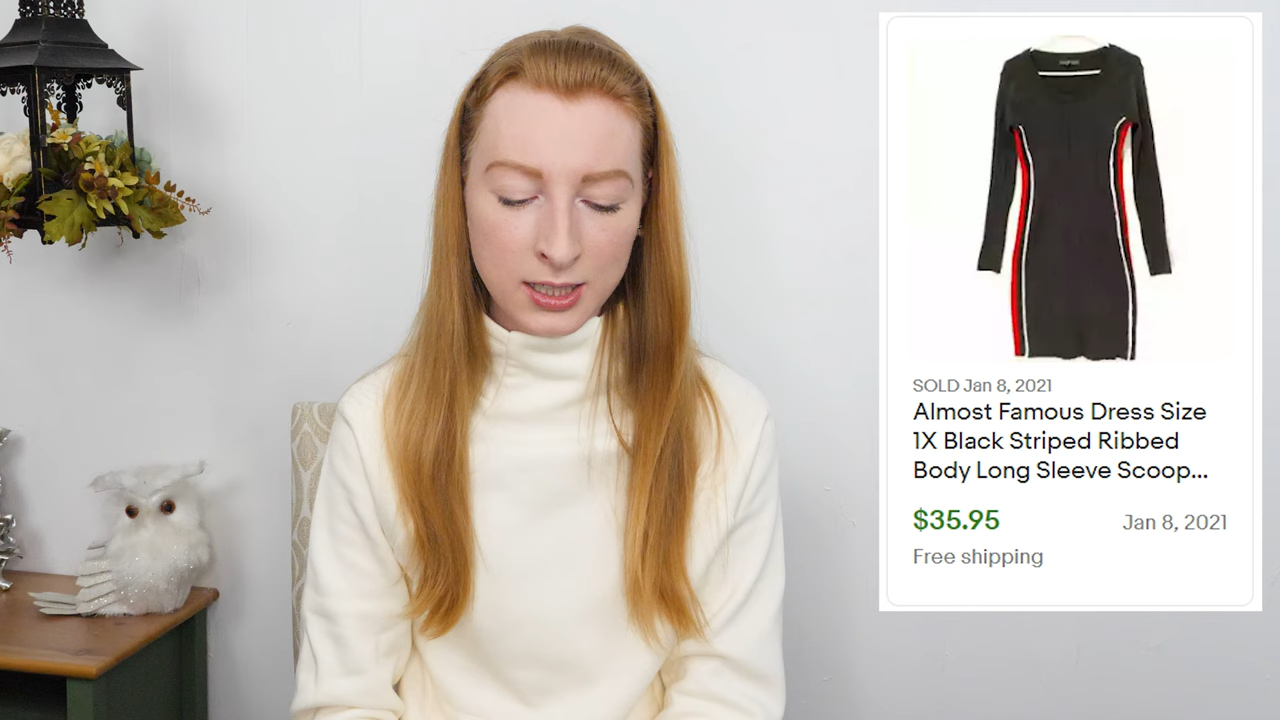 SOLD Jan 8, 2021
Almost Famous Dress Size
1X Black Striped Ribbed
Body Long Sleeve Scoop...
$35.95
Jan 8, 2021
Free shipping